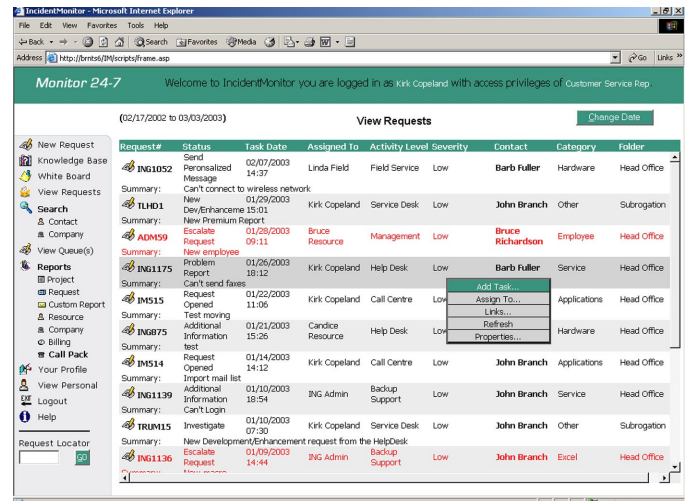 IncidentMonitor - Microsoft Internet Explorer
File Edit View Favorites Tools Help
Back Search Favorites Media
Address http://brnts6/IM/scripts/frame.asp Go Links »
Monitor 24-7 Welcome to IncidentMonitor you are logged in as Kirk Copeland with access privileges of Customer Service Rep.
(02/17/2002 to 03/03/2003) View Requests Change Date
New Request
Knowledge Base
White Board
View Requests
Search
Contact
Company
View Queue(s)
Reports
Project
Request
Custom Report
Resource
Company
Billing
Call Pack
Your Profile
View Personal
Logout
Help
Request Locator
GO
Request# Status Task Date Assigned To Activity Level Severity Contact Category Folder
ING1052 Send Peronsalized Message 02/07/2003 14:37 Linda Field Field Service Low Barb Fuller Hardware Head Office
Summary: Can't connect to wireless network
TLHD1 New Dev/Enhanceme 01/29/2003 15:01 Kirk Copeland Service Desk Low John Branch Other Subrogation
Summary: New Premium Report
ADM59 Escalate Request 01/28/2003 09:11 Bruce Resource Management Low Bruce Richardson Employee Head Office
Summary: New employee
ING1175 Problem Report 01/26/2003 18:12 Kirk Copeland Help Desk Low Barb Fuller Service Head Office
Summary: Can't send faxes
IM515 Request Opened 01/22/2003 11:06 Kirk Copeland Call Centre Low Applications Head Office
Summary: Test moving
ING875 Additional Information 01/21/2003 15:26 Candice Resource Help Desk Low Hardware Head Office
Summary: test
IM514 Request Opened 01/14/2003 14:12 Kirk Copeland Call Centre Low John Branch Applications Head Office
Summary: Import mail list
ING1139 Additional Information 01/10/2003 18:54 ING Admin Backup Support Low John Branch Service Head Office
Summary: Can't Login
TRUM15 Investigate 01/10/2003 07:30 Kirk Copeland Service Desk Low John Branch Other Subrogation
Summary: New Development/Enhancement request from the HelpDesk
ING1136 Escalate Request 01/09/2003 14:44 ING Admin Backup Support Low John Branch Excel Head Office
Add Task...
Assign To...
Links...
Refresh
Properties...